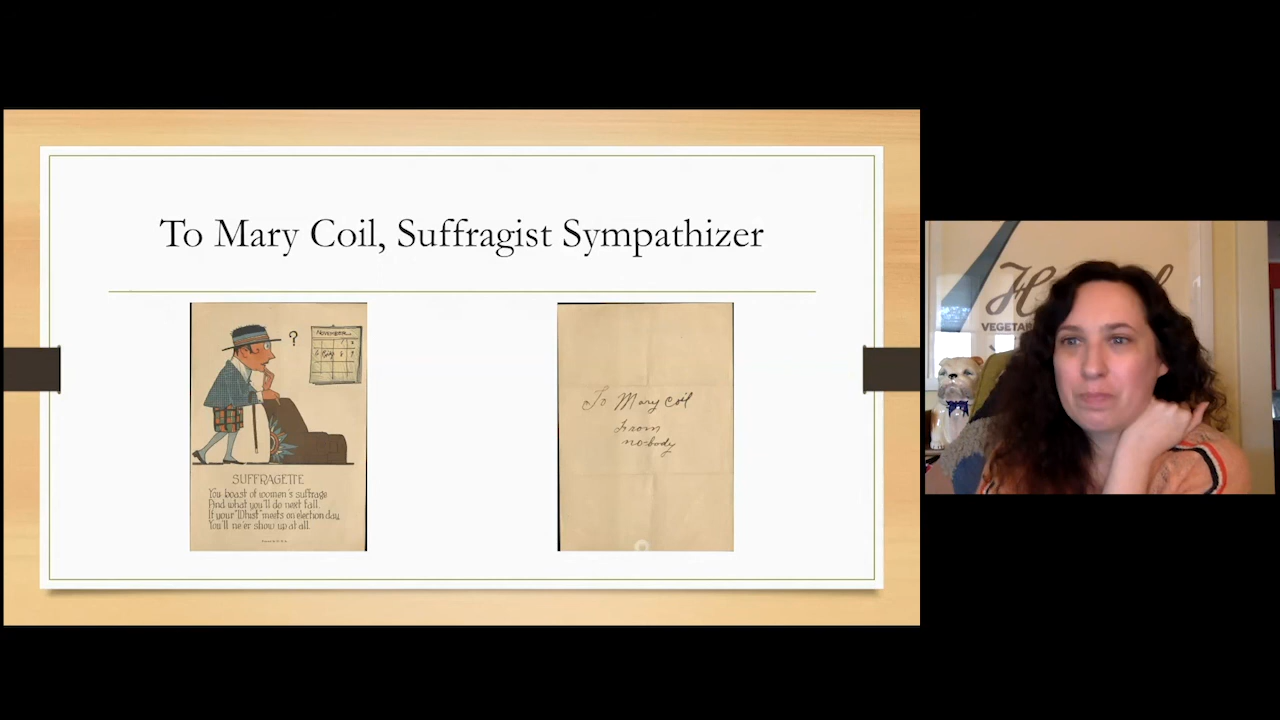 To Mary Coil, Suffragist Sympathizer
?
NOVEMBER
SUFFRAGETTE
You boast of women's suffrage
And what you'll do next fall.
If your "Whist" meets on election day
You'll ne'er show up at all.
To Mary Coil
From
no-body
H
VEGETAR